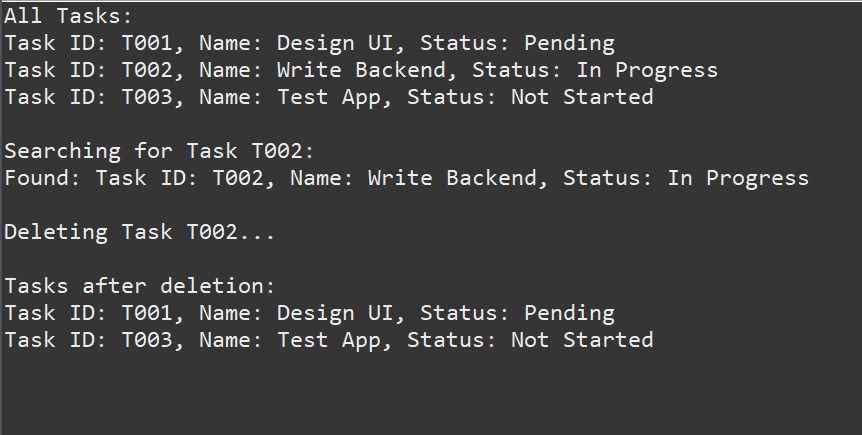 All Tasks:
Task ID: T001, Name: Design UI, Status: Pending
Task ID: T002, Name: Write Backend, Status: In Progress
Task ID: T003, Name: Test App, Status: Not Started
Searching for Task T002:
Found: Task ID: T002, Name: Write Backend, Status: In Progress
Deleting Task T002...
Tasks after deletion:
Task ID: T001, Name: Design UI, Status: Pending
Task ID: T003, Name: Test App, Status: Not Started